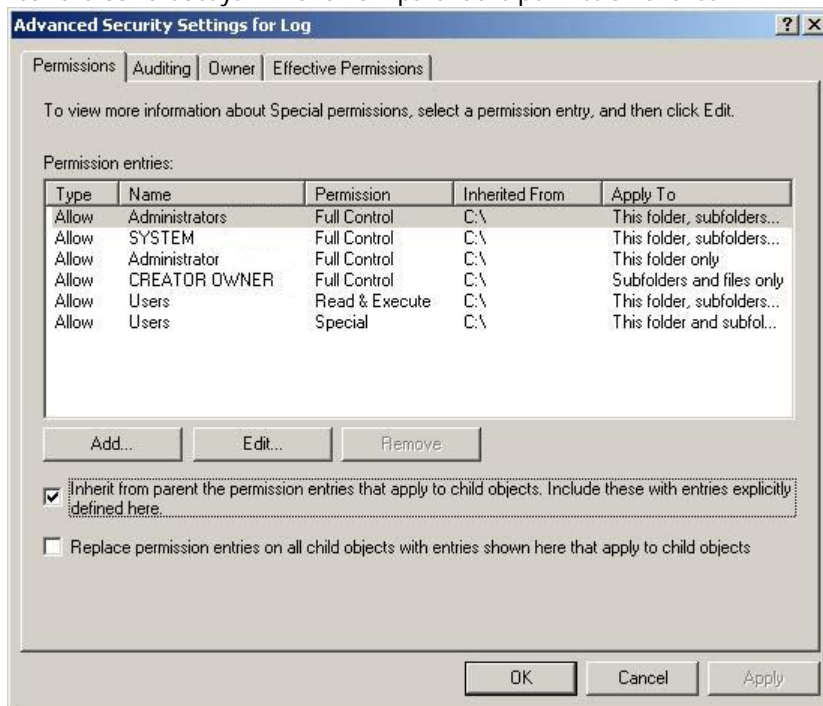 Advanced Security Settings for Log
Permissions Auditing Owner Effective Permissions
To view more information about Special permissions, select a permission entry, and then click Edit.
Permission entries:
Type Name Permission Inherited From Apply To
Allow Administrators Full Control C:\ This folder, subfolders...
Allow SYSTEM Full Control C:\ This folder, subfolders...
Allow Administrator Full Control C:\ This folder only
Allow CREATOR OWNER Full Control C:\ Subfolders and files only
Allow Users Read & Execute C:\ This folder, subfolders...
Allow Users Special C:\ This folder and subfol...
Add... Edit... Remove
Inherit from parent the permission entries that apply to child objects. Include these with entries explicitly
defined here.
Replace permission entries on all child objects with entries shown here that apply to child objects
OK Cancel Apply